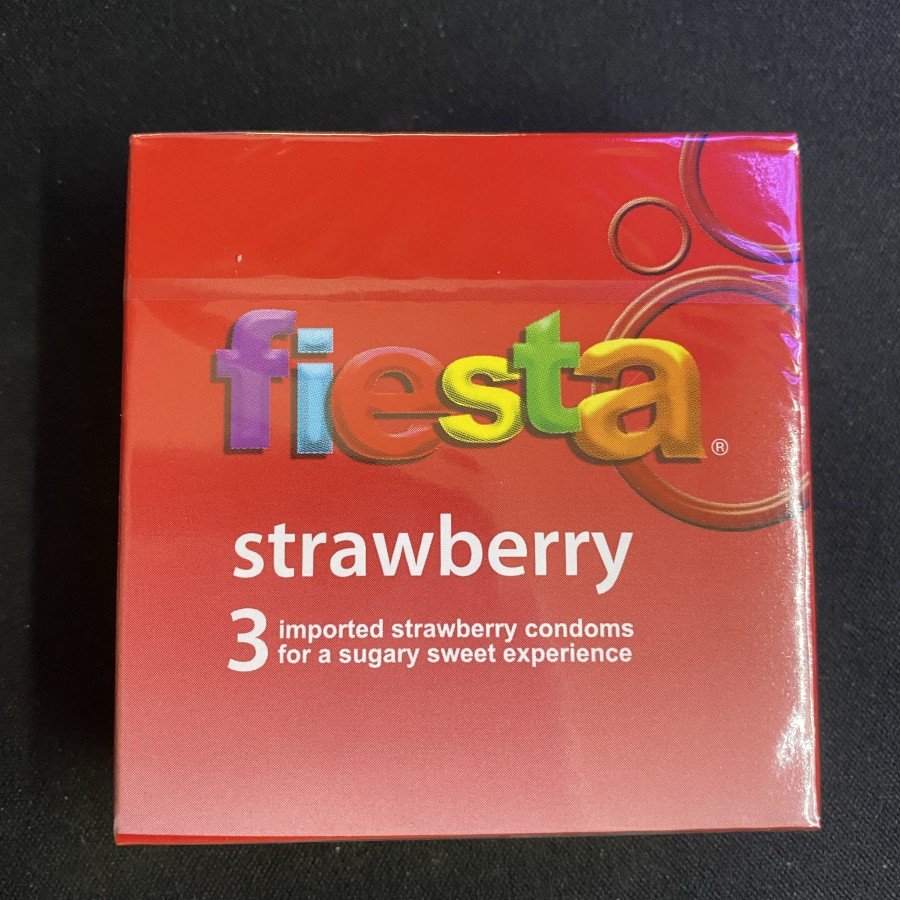 fiesta®
strawberry
3 imported strawberry condoms
for a sugary sweet experience